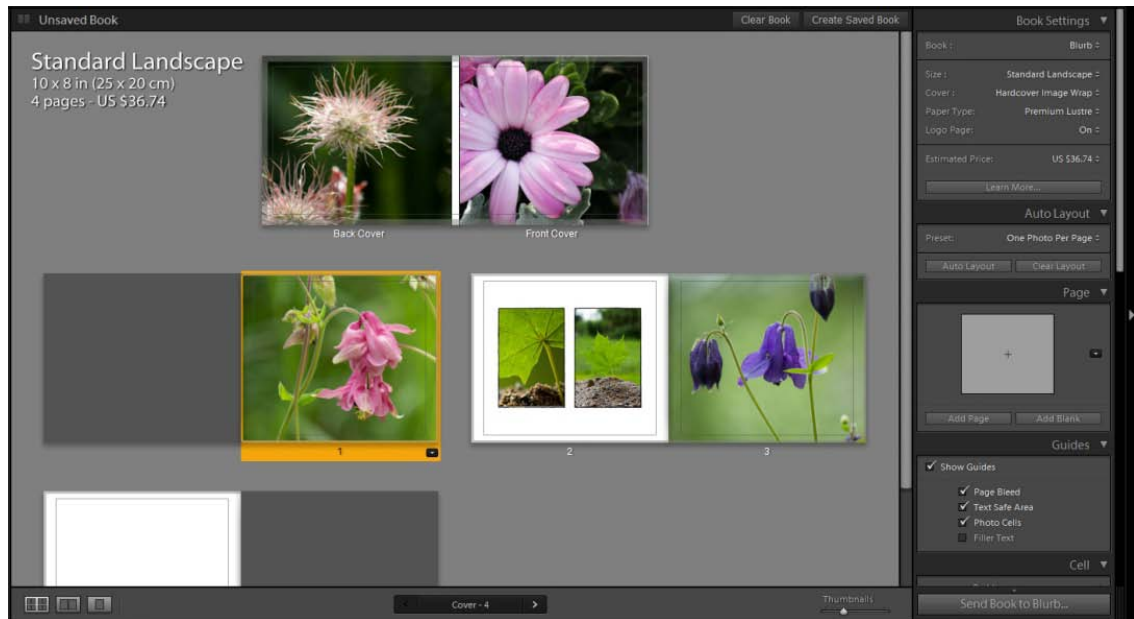 Unsaved Book
Clear Book
Create Saved Book
Standard Landscape
10 x 8 in (25 x 20 cm)
4 pages - US $36.74
Back Cover
Front Cover
1
2
3
Cover - 4
Thumbnails
Book Settings
Book : Blurb
Size : Standard Landscape
Cover : Hardcover Image Wrap
Paper Type: Premium Lustre
Logo Page: On
Estimated Price: US $36.74
Learn More...
Auto Layout
Preset: One Photo Per Page
Auto Layout
Clear Layout
Page
Add Page
Add Blank
Guides
Show Guides
Page Bleed
Text Safe Area
Photo Cells
Filler Text
Cell
Send Book to Blurb...